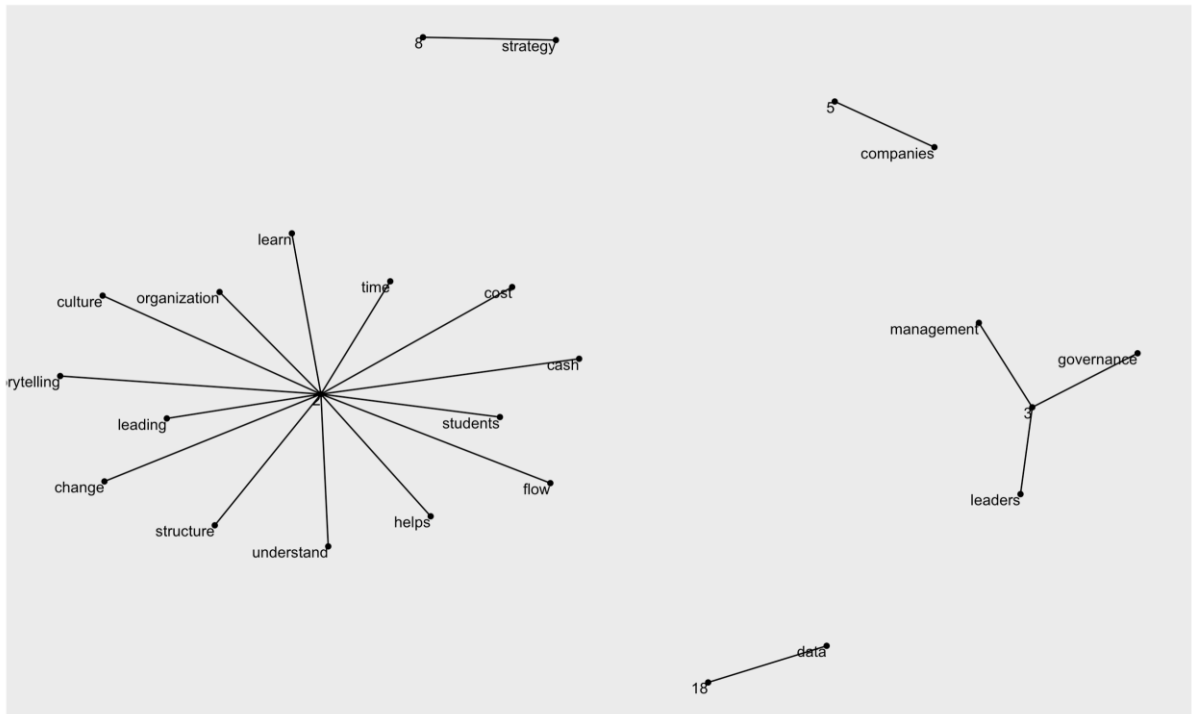 8
strategy
5
companies
learn
time
cost
culture
organization
management
governance
cash
rytelling
3
leading
students
change
flow
leaders
structure
helps
understand
data
18